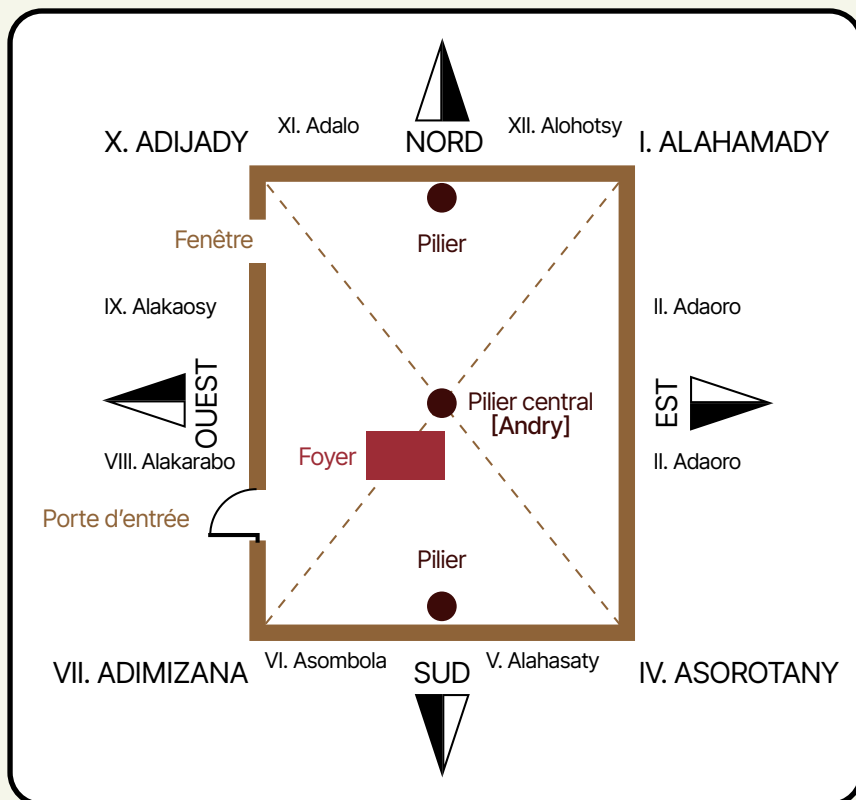 XI. Adalo
XII. Alohotsy
X. ADIJADY
NORD
I. ALAHAMADY
Fenêtre
Pilier
IX. Alakaosy
II. Adaoro
OUEST
EST
Pilier central
[Andry]
VIII. Alakarabo
Foyer
II. Adaoro
Porte d’entrée
Pilier
VI. Asombola
V. Alahasaty
VII. ADIMIZANA
SUD
IV. ASOROTANY